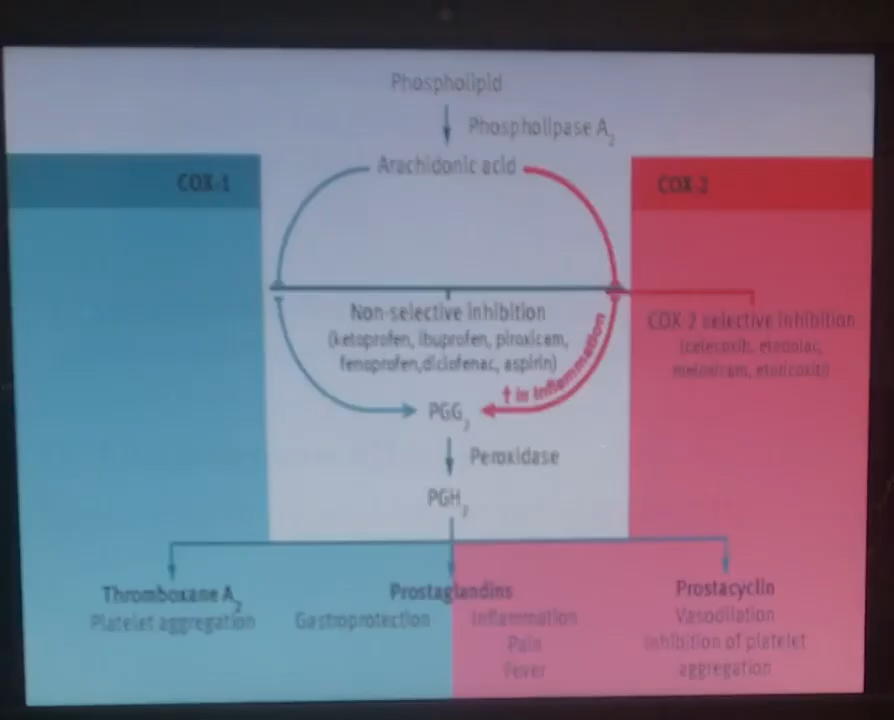 Phospholipid
Phospholipase A2
Arachidonic acid
COX-1
COX-2
Non-selective inhibition
(ketoprofen, ibuprofen, piroxicam,
fenoprofen,diclofenac, aspirin)
COX-2 selective inhibition
(celecoxib, etodolac,
meloxicam, etoricoxib)
↑ in inflammation
PGG2
Peroxidase
PGH2
Thromboxane A2
Platelet aggregation
Prostaglandins
Gastroprotection
Inflammation
Pain
Fever
Prostacyclin
Vasodilation
Inhibition of platelet
aggregation